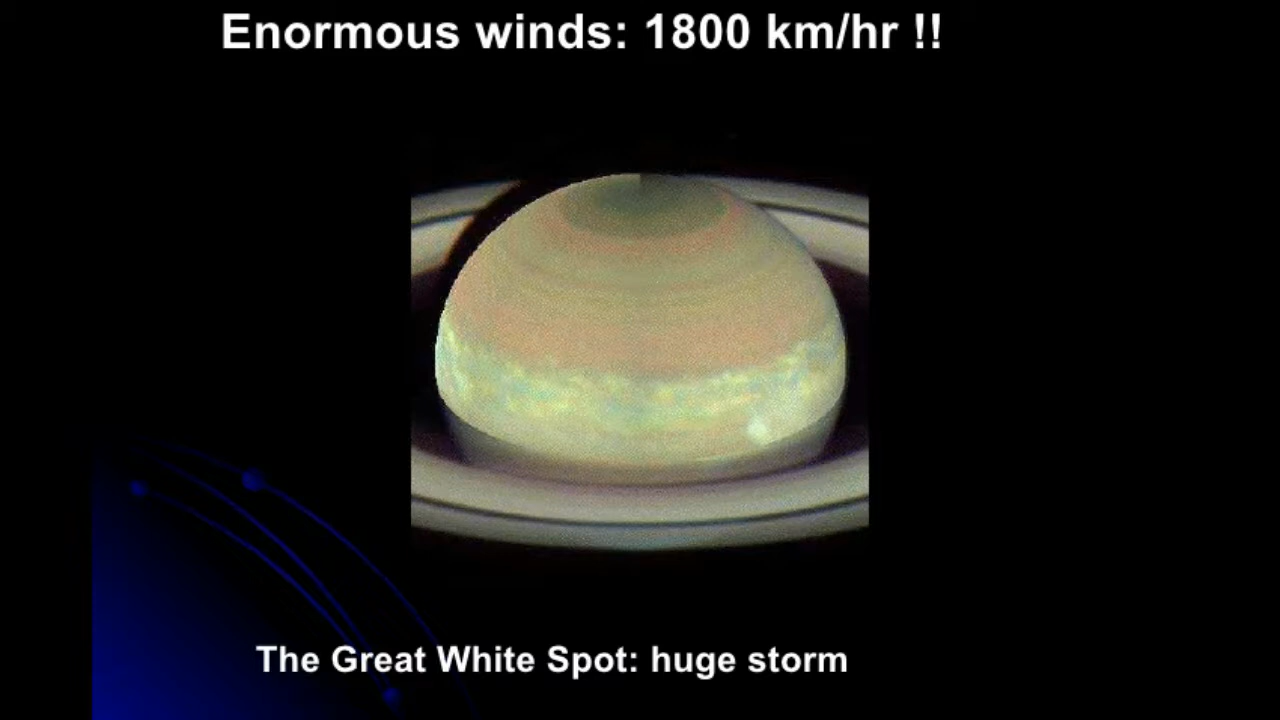 Enormous winds: 1800 km/hr !!
The Great White Spot: huge storm